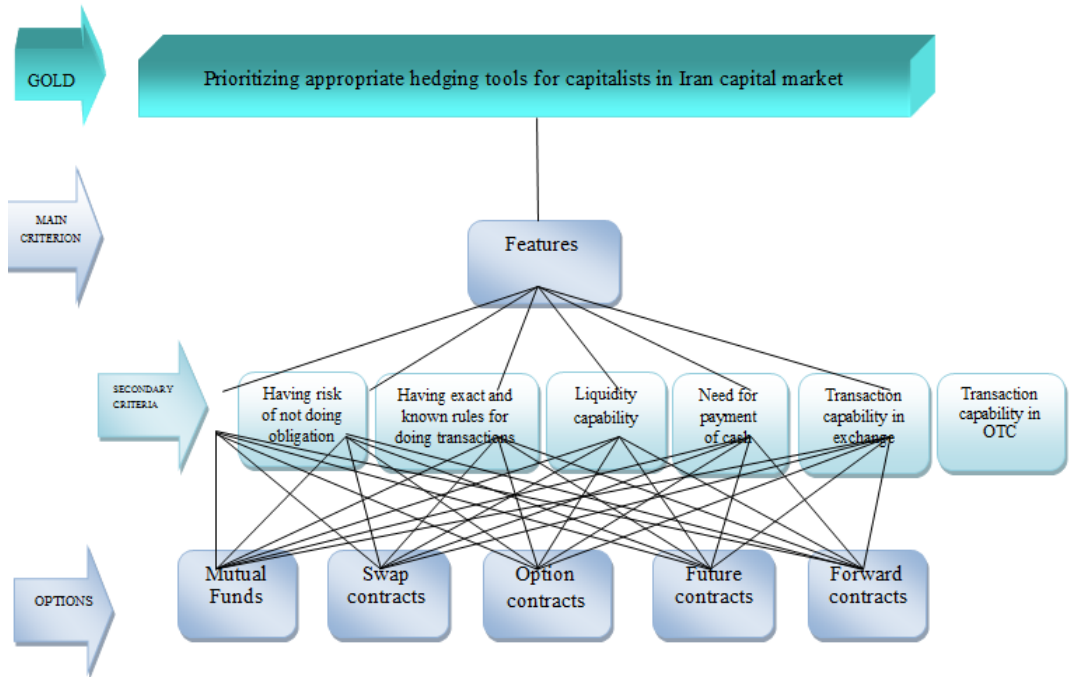 GOLD
Prioritizing appropriate hedging tools for capitalists in Iran capital market
MAIN
CRITERION
Features
SECONDARY
CRITERIA
Having risk
of not doing
obligation
Having exact and
known rules for
doing transactions
Liquidity
capability
Need for
payment
of cash
Transaction
capability in
exchange
Transaction
capability in
OTC
OPTIONS
Mutual
Funds
Swap
contracts
Option
contracts
Future
contracts
Forward
contracts